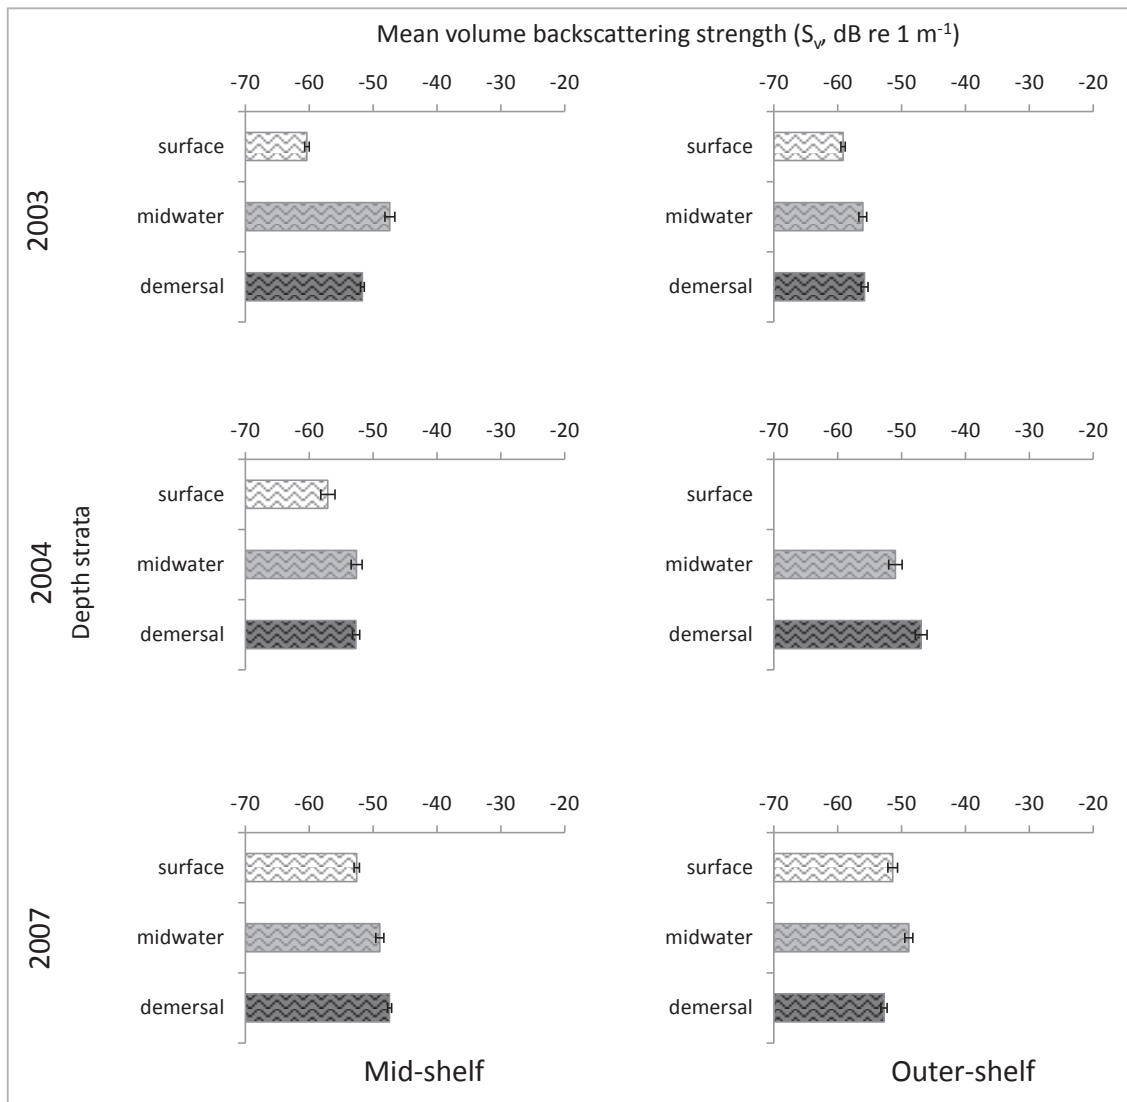 Mean volume backscattering strength (Sv, dB re 1 m-1)
-70 -60 -50 -40 -30 -20 -70 -60 -50 -40 -30 -20
surface surface
2003
midwater midwater
demersal demersal
-70 -60 -50 -40 -30 -20 -70 -60 -50 -40 -30 -20
surface surface
2004
Depth strata
midwater midwater
demersal demersal
-70 -60 -50 -40 -30 -20 -70 -60 -50 -40 -30 -20
surface surface
2007
midwater midwater
demersal demersal
Mid-shelf Outer-shelf